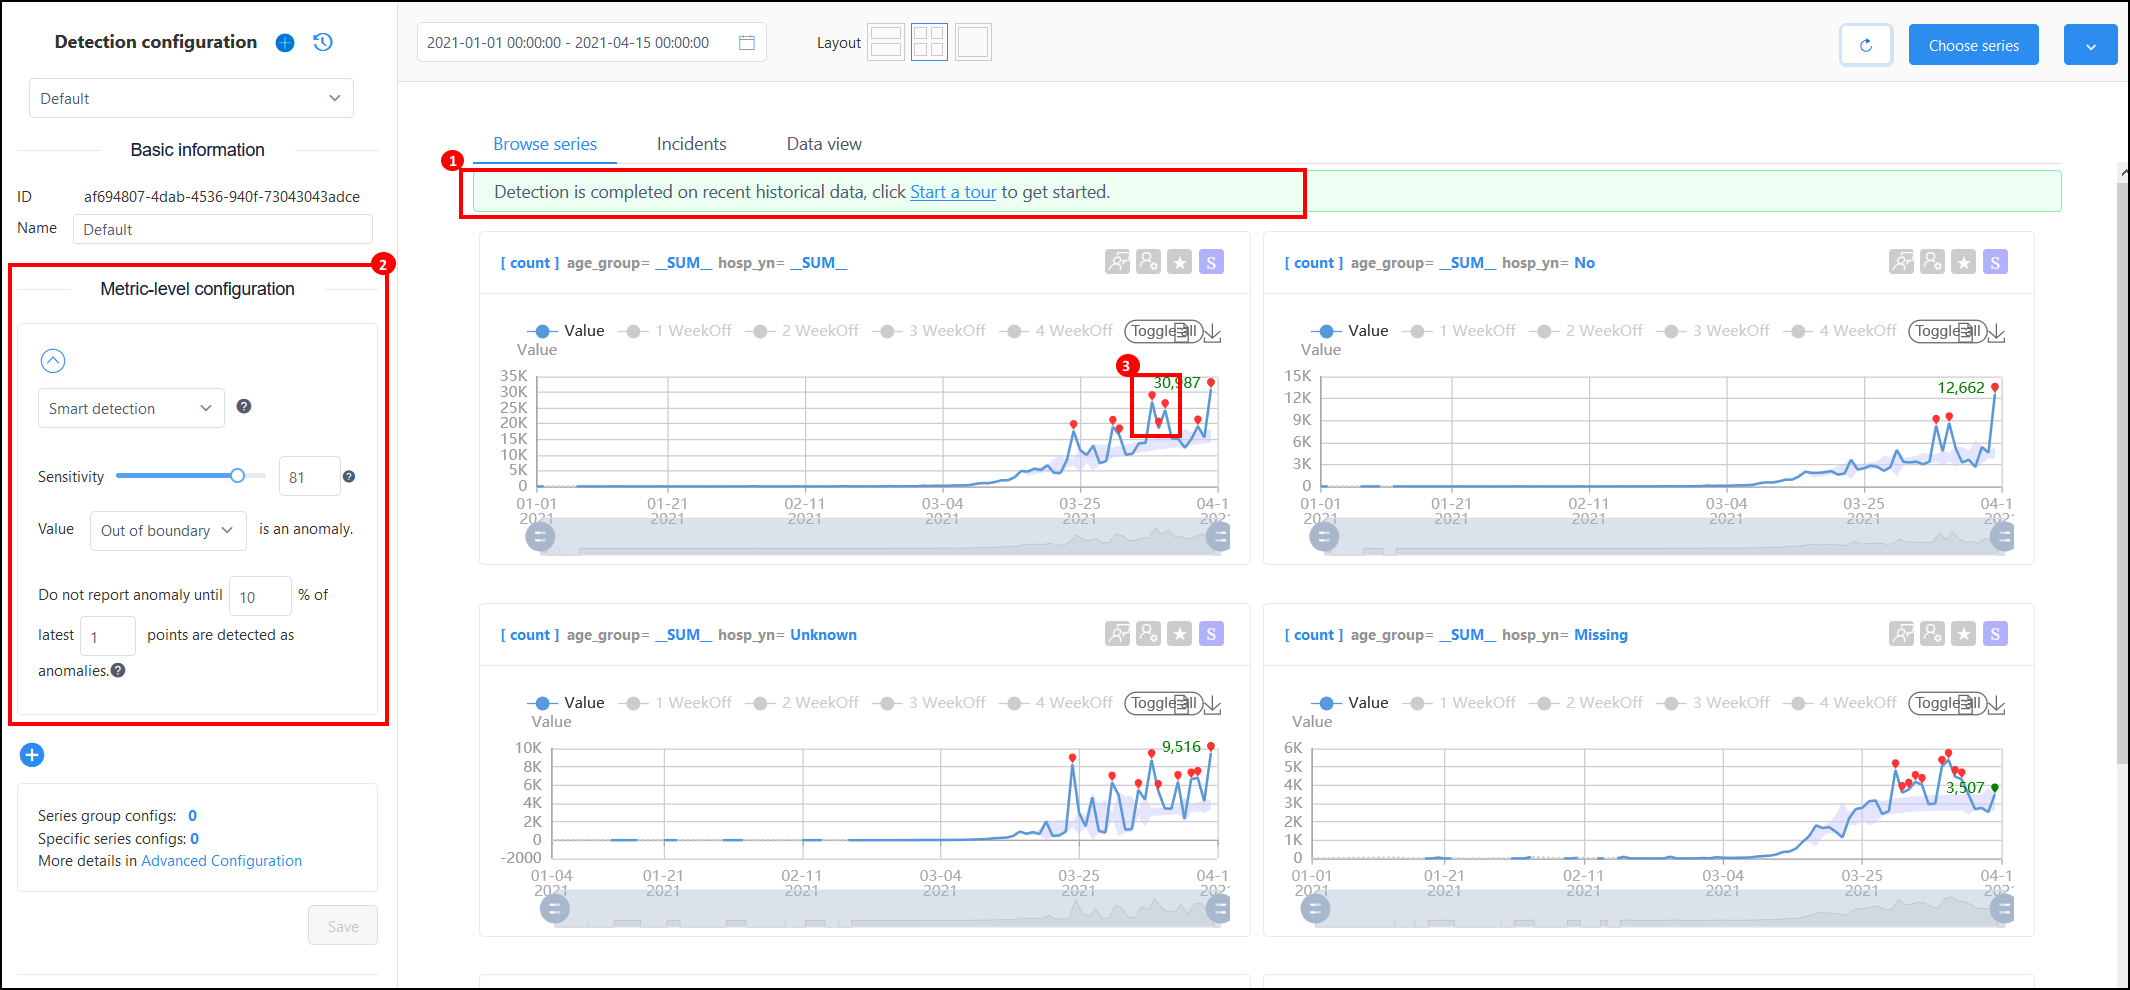 Detection configuration
Default
Basic information
ID af694807-4dab-4536-940f-73043043adce
Name Default
2
Metric-level configuration
Smart detection
Sensitivity 81
Value Out of boundary is an anomaly.
Do not report anomaly until 10 % of
latest 1 points are detected as
anomalies.
Series group configs: 0
Specific series configs: 0
More details in Advanced Configuration
Save
2021-01-01 00:00:00 - 2021-04-15 00:00:00
Layout
Choose series
Browse series Incidents Data view
1
Detection is completed on recent historical data, click Start a tour to get started.
[ count ] age_group= __SUM__ hosp_yn= __SUM__
S
Value 1 WeekOff 2 WeekOff 3 WeekOff 4 WeekOff Toggle all
Value
3
30,987
35K
30K
25K
20K
15K
10K
5K
0
01-01 01-21 02-11 03-04 03-25 04-1
2021 2021 2021 2021 2021 202
[ count ] age_group= __SUM__ hosp_yn= No
S
Value 1 WeekOff 2 WeekOff 3 WeekOff 4 WeekOff Toggle all
Value
12,662
15K
12K
9K
6K
3K
0
01-01 01-21 02-11 03-04 03-25 04-1
2021 2021 2021 2021 2021 202
[ count ] age_group= __SUM__ hosp_yn= Unknown
S
Value 1 WeekOff 2 WeekOff 3 WeekOff 4 WeekOff Toggle all
Value
9,516
10K
8K
6K
4K
2K
0
-2000
01-04 01-21 02-11 03-04 03-25 04-1
2021 2021 2021 2021 2021 202
[ count ] age_group= __SUM__ hosp_yn= Missing
S
Value 1 WeekOff 2 WeekOff 3 WeekOff 4 WeekOff Toggle all
Value
3,507
6K
5K
4K
3K
2K
1K
0
01-01 01-21 02-11 03-04 03-25 04-1
2021 2021 2021 2021 2021 202